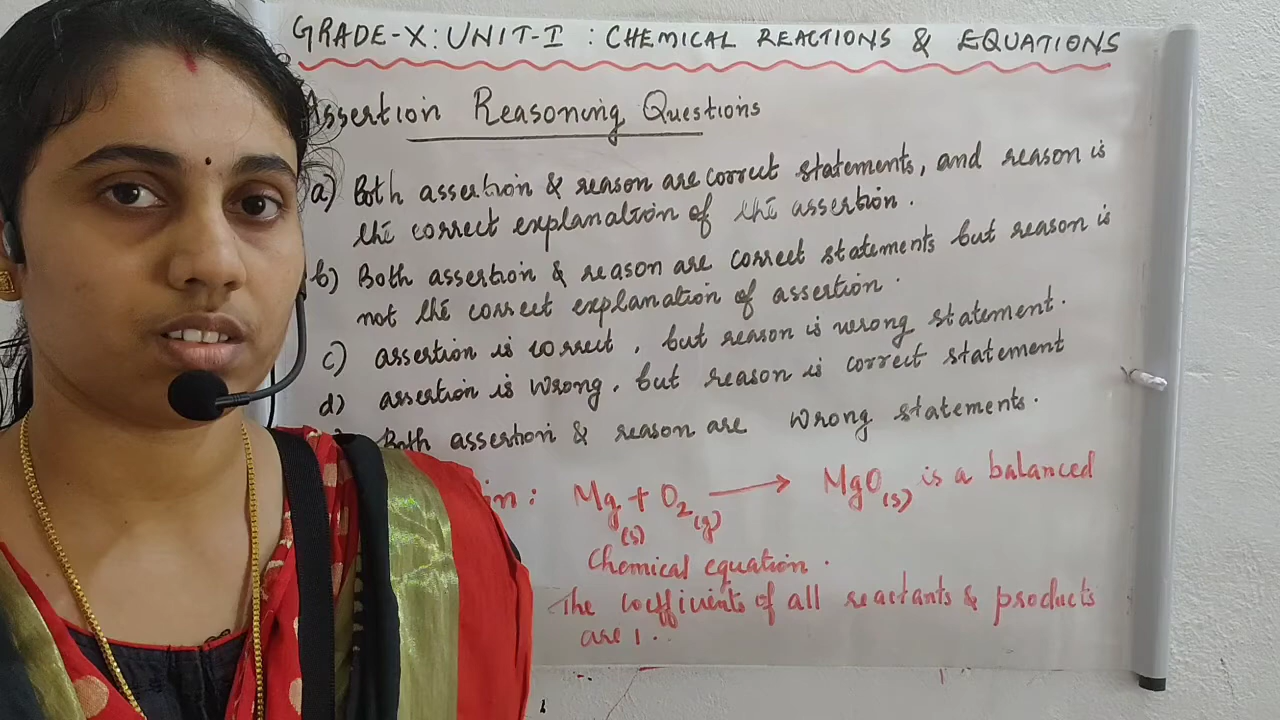 GRADE-X: UNIT-I : CHEMICAL REACTIONS & EQUATIONS
Assertion Reasoning Questions
a) Both assertion & reason are correct statements, and reason is
the correct explanation of the assertion.
b) Both assertion & reason are correct statements but reason is
not the correct explanation of assertion.
c) assertion is correct, but reason is wrong statement.
d) assertion is wrong, but reason is correct statement
Both assertion & reason are wrong statements.
in: Mg(s) + O2(g) → MgO(s) is a balanced
Chemical equation.
The coefficients of all reactants & products
are 1.